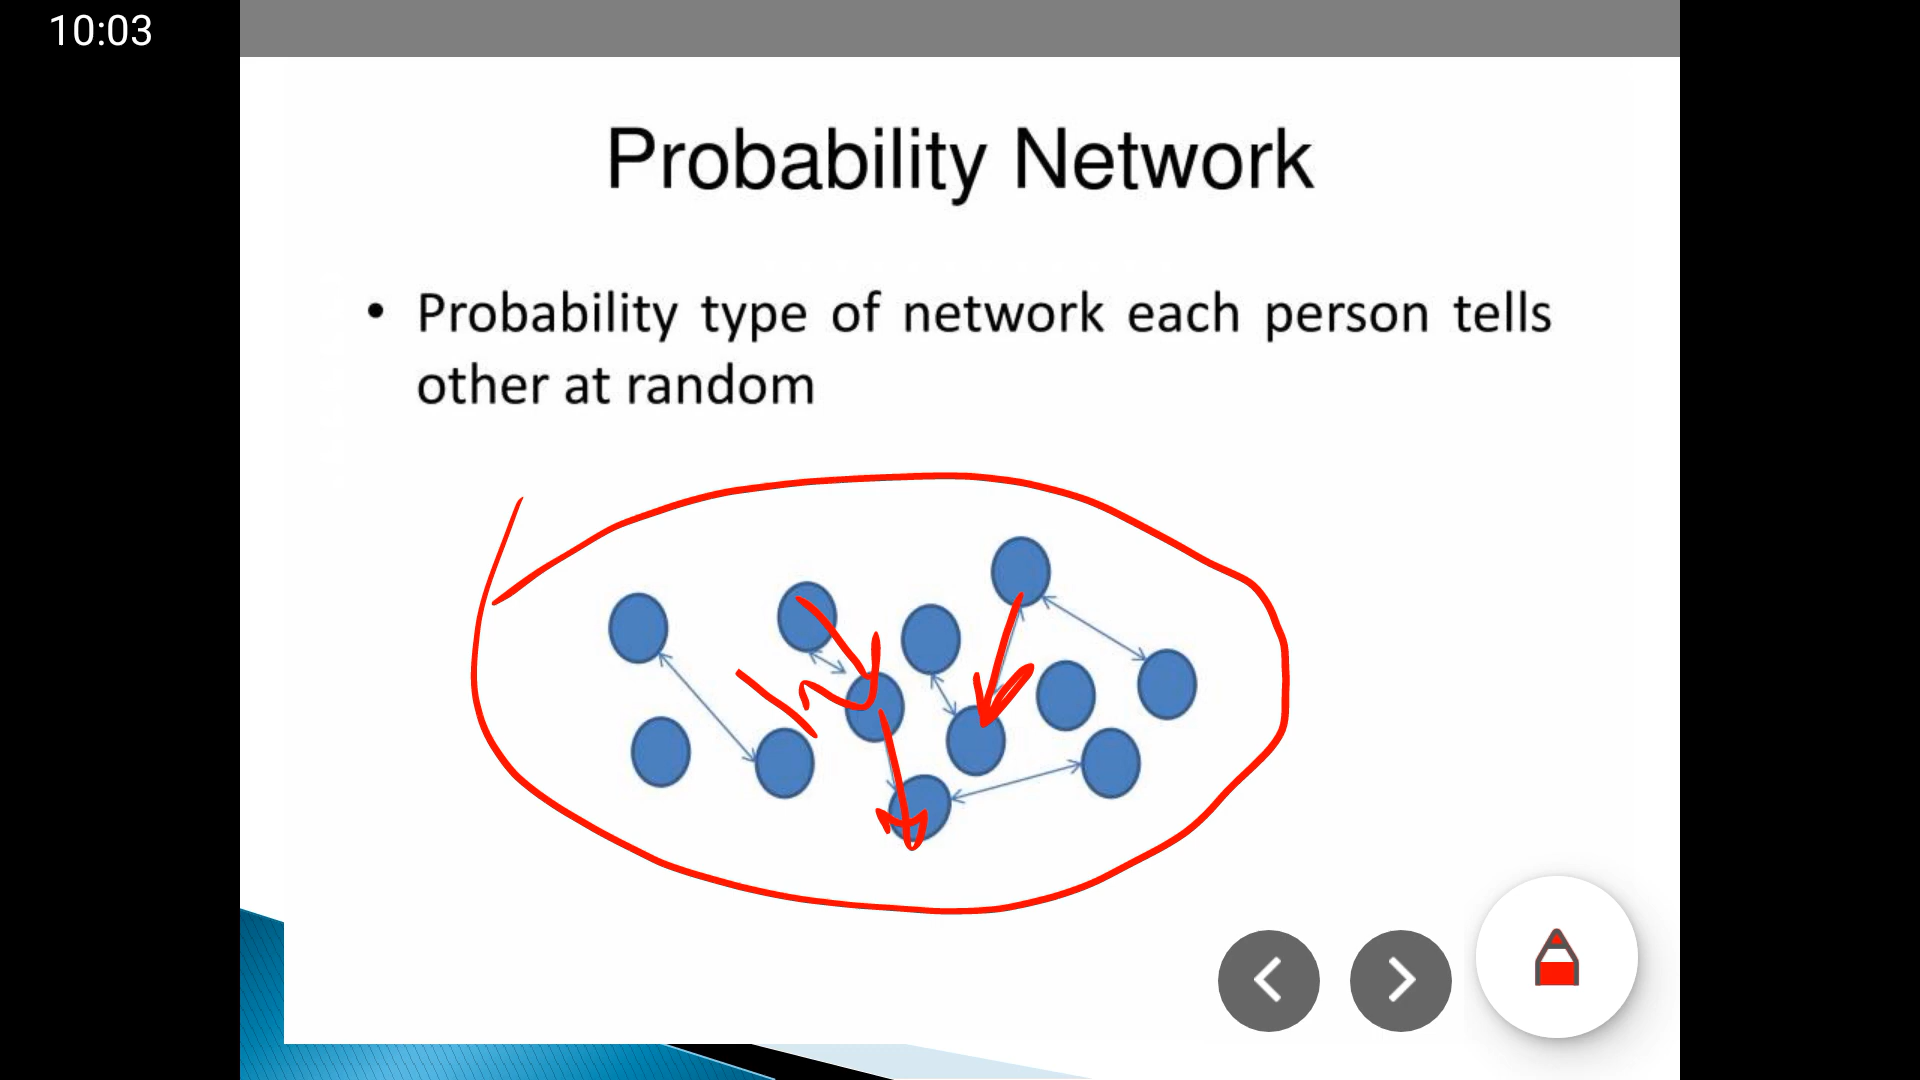 10:03
Probability Network
• Probability type of network each person tells
other at random